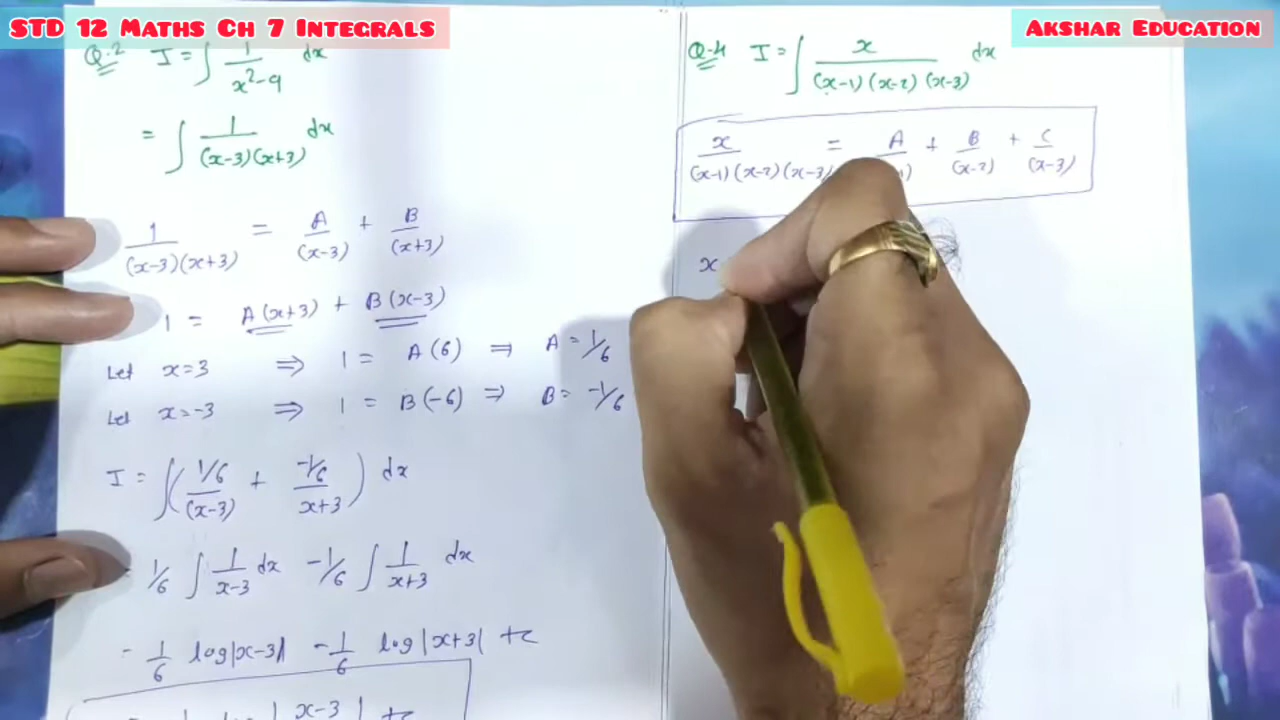 STD 12 Maths Ch 7 Integrals
Akshar Education
Q.2 I = ∫ 1/(x²-9) dx
= ∫ 1/((x-3)(x+3)) dx
1/((x-3)(x+3)) = A/(x-3) + B/(x+3)
1 = A(x+3) + B(x-3)
Let x=3 ⇒ 1 = A(6) ⇒ A = 1/6
Let x=-3 ⇒ 1 = B(-6) ⇒ B = -1/6
I = ∫( (1/6)/(x-3) + (-1/6)/(x+3) ) dx
1/6 ∫ 1/(x-3) dx -1/6 ∫ 1/(x+3) dx
- 1/6 log|x-3| - 1/6 log|x+3| +c
x-3 | +c
Q.4 I = ∫ x/((x-1)(x-2)(x-3)) dx
x/((x-1)(x-2)(x-3) = A/ 1) + B/(x-2) + C/(x-3)
x